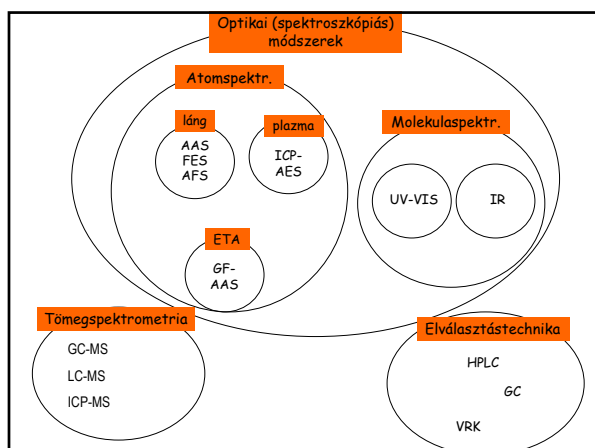 Optikai (spektroszkópiás)
módszerek
Atomspektr.
láng
AAS
FES
AFS
plazma
ICP-
AES
ETA
GF-
AAS
Molekulaspektr.
UV-VIS
IR
Tömegspektrometria
GC-MS
LC-MS
ICP-MS
Elválasztástechnika
HPLC
GC
VRK